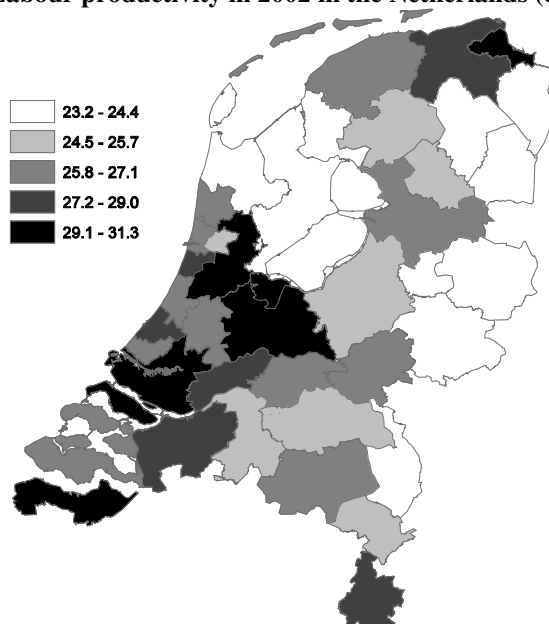 labour productivity in 2002 in the Netherlands (
23.2 - 24.4
24.5 - 25.7
25.8 - 27.1
27.2 - 29.0
29.1 - 31.3